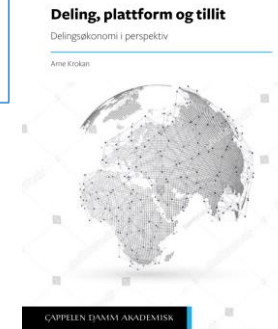 Deling, plattform og tillit
Delingsøkonomi i perspektiv
Arne Krokan
CAPPELEN DAMM AKADEMISK